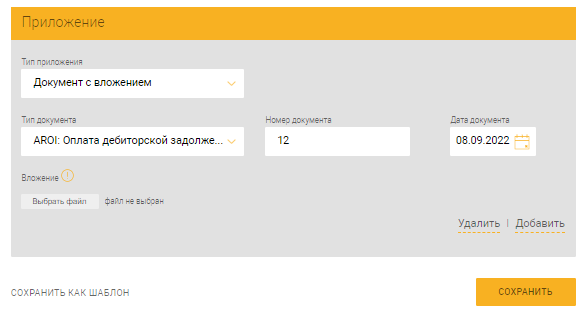 Приложение
Тип приложения
Документ с вложением
Тип документа Номер документа Дата документа
AROI: Оплата дебиторской задолже... 12 08.09.2022
Вложение
Выбрать файл файл не выбран
Удалить | Добавить
СОХРАНИТЬ КАК ШАБЛОН СОХРАНИТЬ